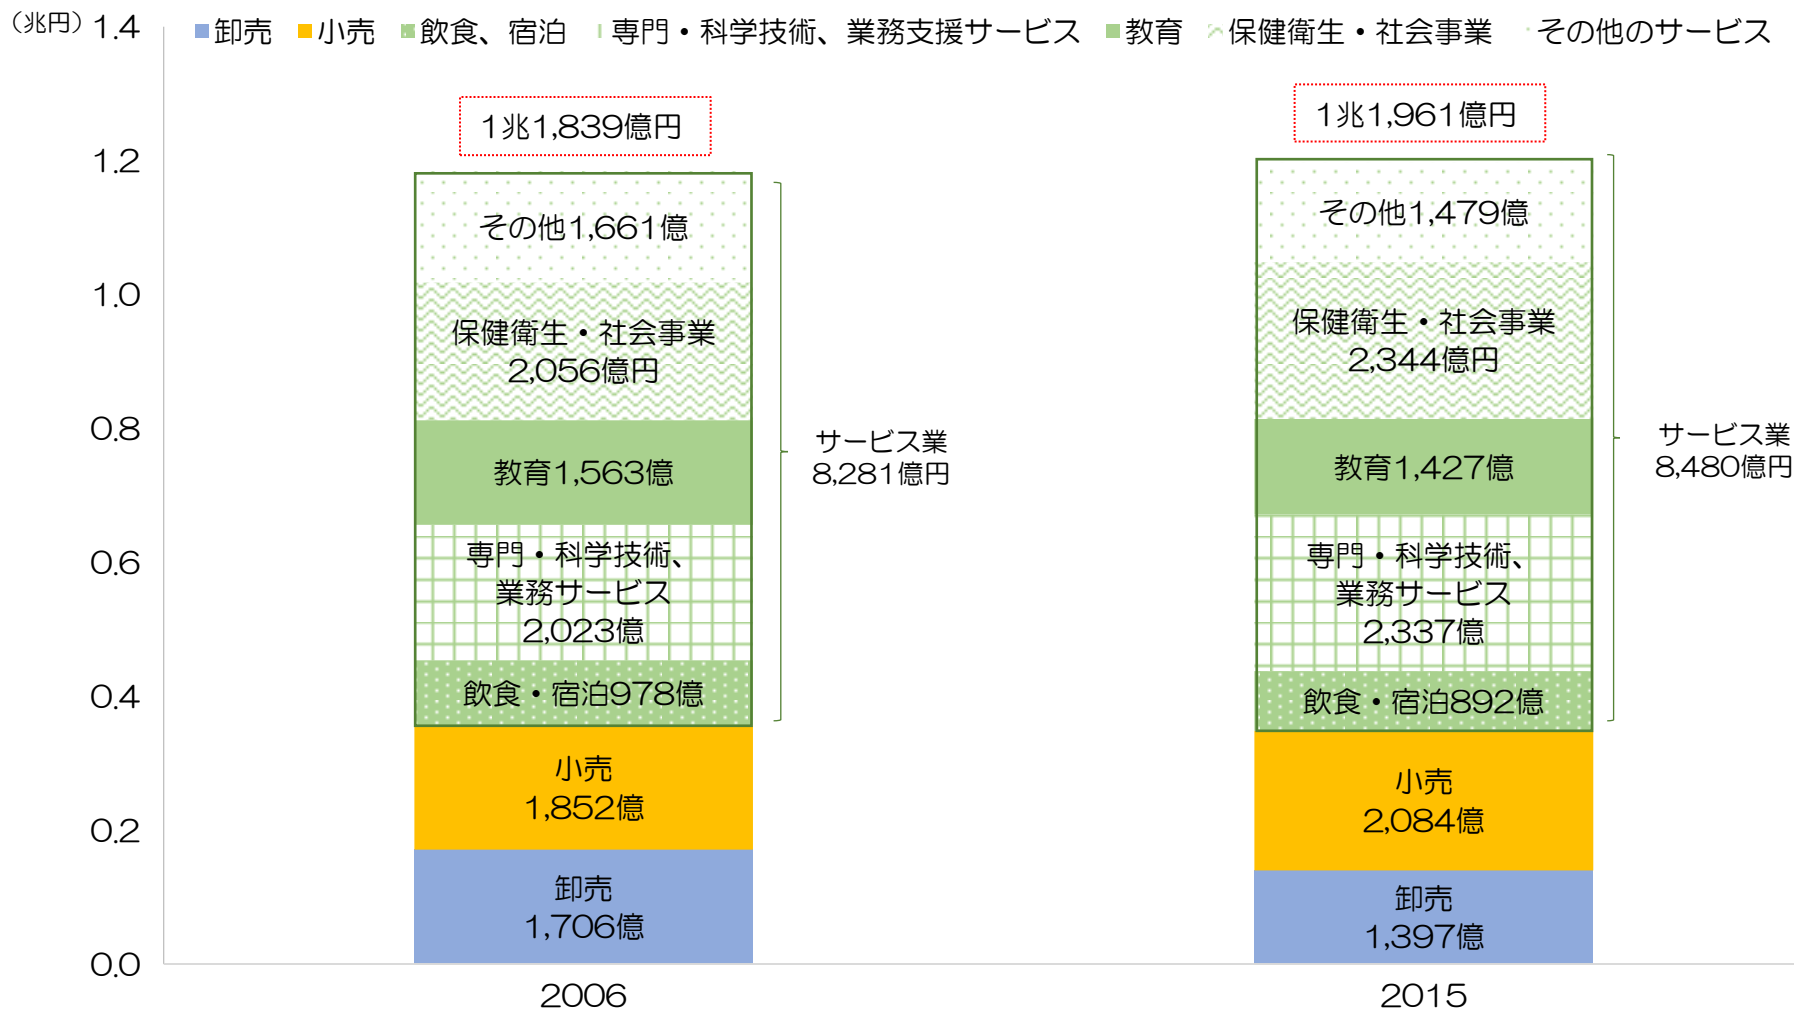 （兆円）
卸売 小売 飲食、宿泊 専門・科学技術、業務支援サービス 教育 保健衛生・社会事業 その他のサービス
1.4
1.2
1.0
0.8
0.6
0.4
0.2
0.0
1兆1,839億円
その他1,661億
保健衛生・社会事業
2,056億円
教育1,563億
専門・科学技術、
業務サービス
2,023億
飲食・宿泊978億
小売
1,852億
卸売
1,706億
サービス業
8,281億円
2006
1兆1,961億円
その他1,479億
保健衛生・社会事業
2,344億円
教育1,427億
専門・科学技術、
業務サービス
2,337億
飲食・宿泊892億
小売
2,084億
卸売
1,397億
サービス業
8,480億円
2015